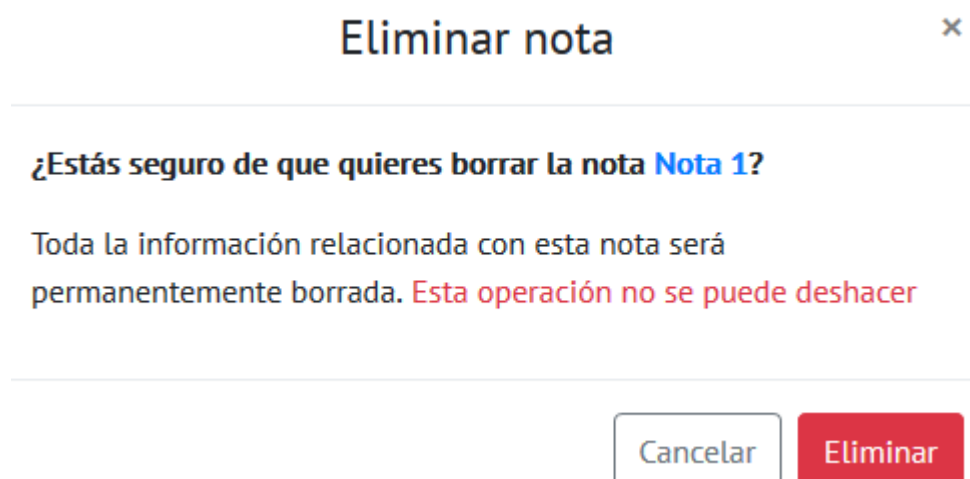 Eliminar nota ×
¿Estás seguro de que quieres borrar la nota Nota 1?
Toda la información relacionada con esta nota será
permanentemente borrada. Esta operación no se puede deshacer
Cancelar Eliminar